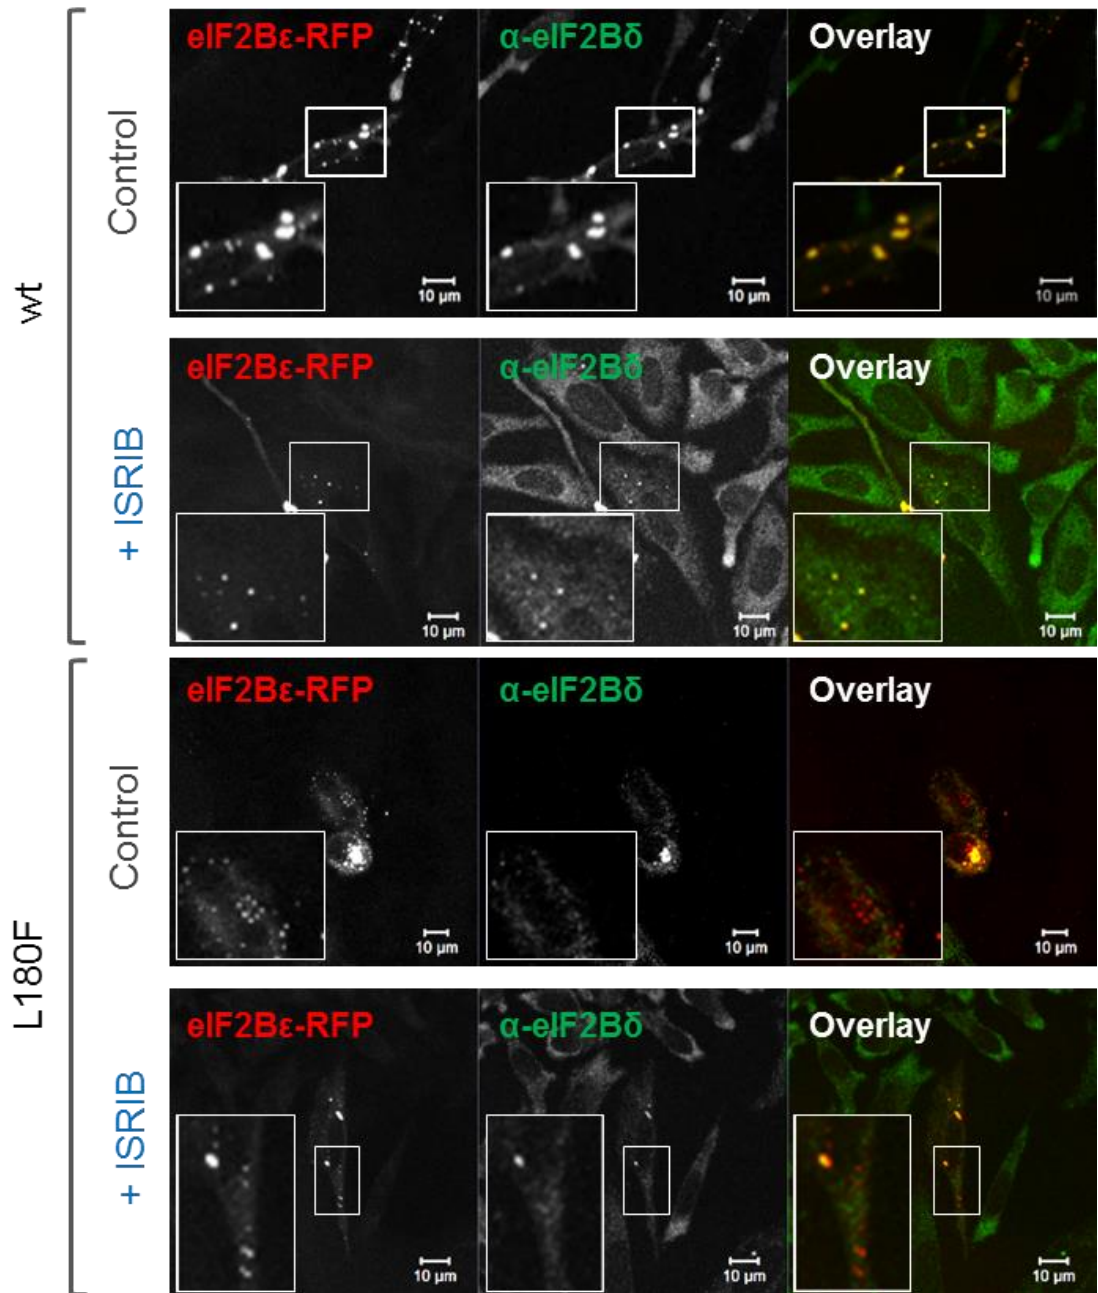 wt
Control
eIF2Bε-RFP
α-eIF2Bδ
Overlay
10 µm
10 µm
10 µm
+ ISRIB
eIF2Bε-RFP
α-eIF2Bδ
Overlay
10 µm
10 µm
10 µm
L180F
Control
eIF2Bε-RFP
α-eIF2Bδ
Overlay
10 µm
10 µm
10 µm
+ ISRIB
eIF2Bε-RFP
α-eIF2Bδ
Overlay
10 µm
10 µm
10 µm